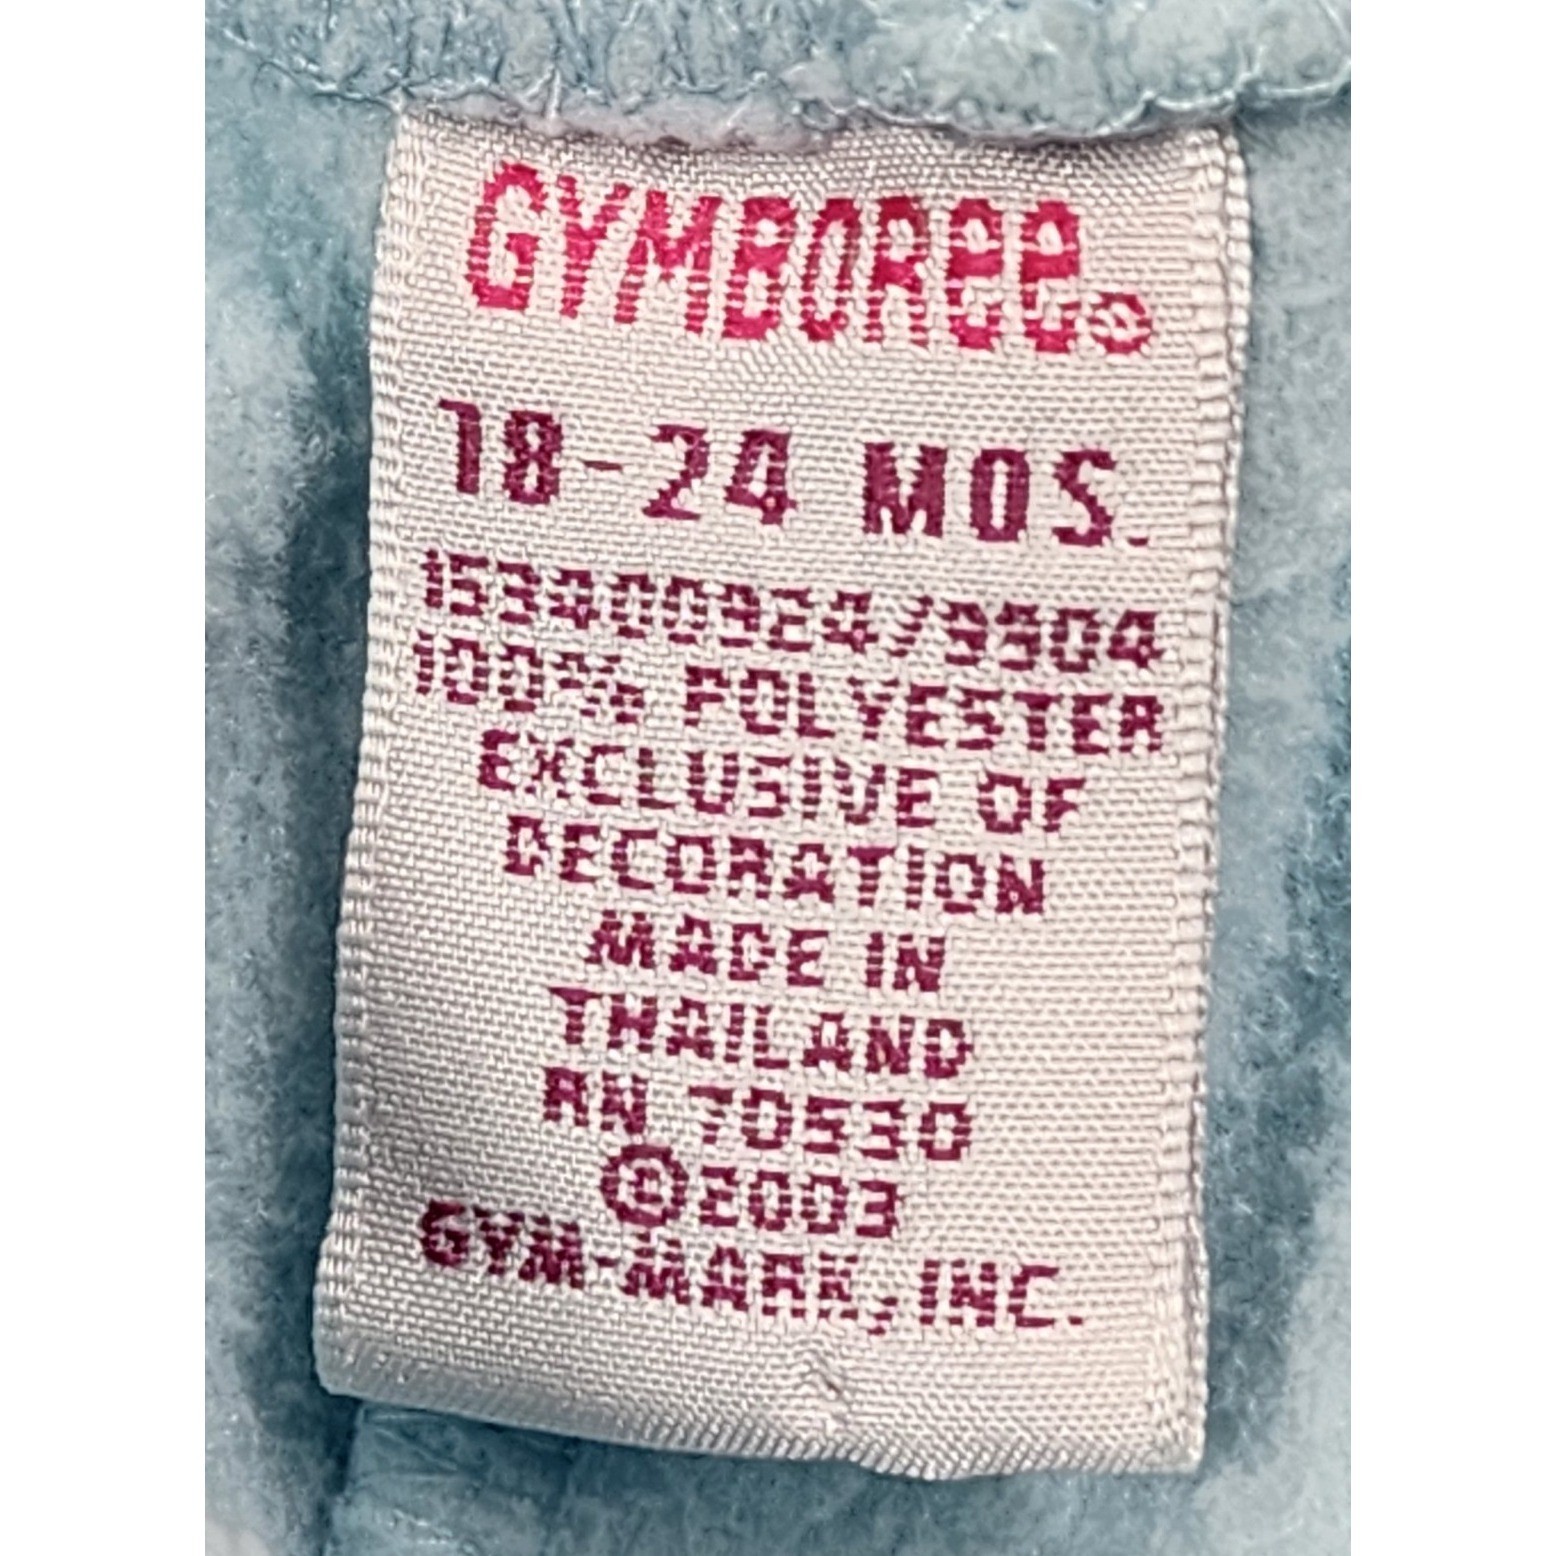 GYMBOREE®
18-24 MOS.
153400924/9904
100% POLYESTER
EXCLUSIVE OF
DECORATION
MADE IN
THAILAND
RN 70530
©2003
GYM-MARK, INC.